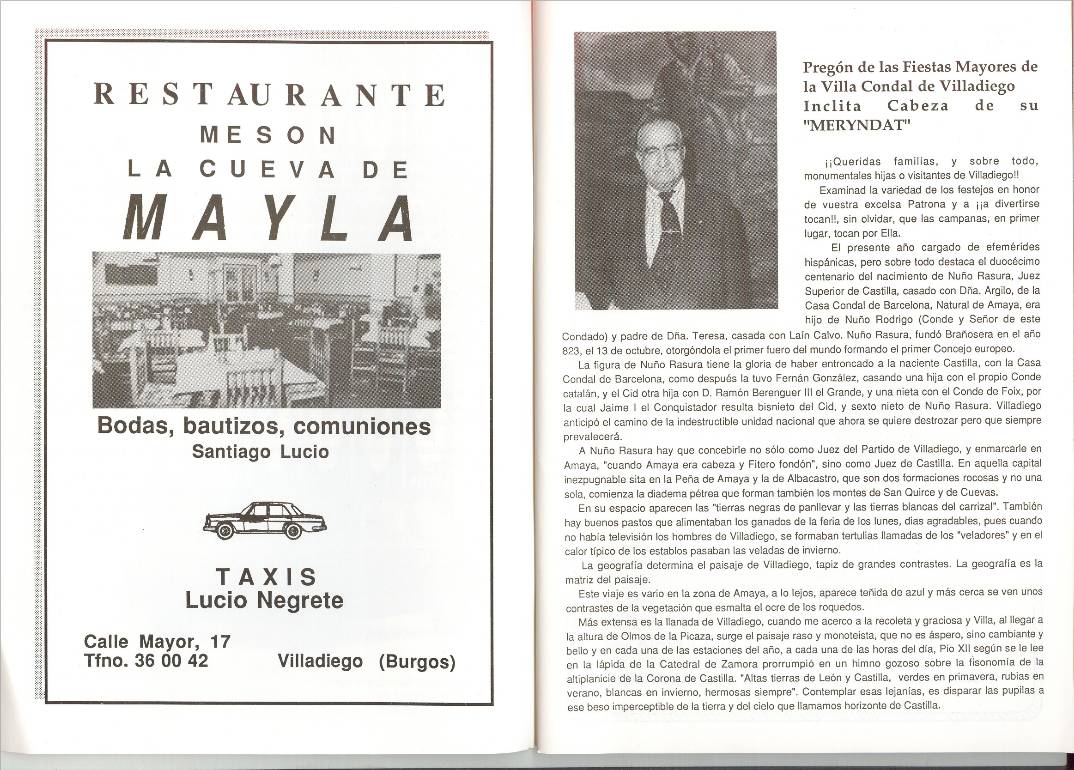 RESTAURANTE
MESON
LA CUEVA DE
MAYLA
Bodas, bautizos, comuniones
Santiago Lucio
TAXIS
Lucio Negrete
Calle Mayor, 17
Tfno. 36 00 42 Villadiego (Burgos)
Pregón de las Fiestas Mayores de
la Villa Condal de Villadiego
Inclita Cabeza de su
"MERYNDAT"
¡¡Queridas familias, y sobre todo,
monumentales hijas o visitantes de Villadiego!!
Examinad la variedad de los festejos en honor
de vuestra excelsa Patrona y a ¡¡a divertirse
tocan!!, sin olvidar, que las campanas, en primer
lugar, tocan por Ella.
El presente año cargado de efemérides
hispánicas, pero sobre todo destaca el duocécimo
centenario del nacimiento de Nuño Rasura, Juez
Superior de Castilla, casado con Dña. Argilo, de la
Casa Condal de Barcelona, Natural de Amaya, era
hijo de Nuño Rodrigo (Conde y Señor de este
Condado) y padre de Dña. Teresa, casada con Laín Calvo. Nuño Rasura, fundó Brañosera en el año
823, el 13 de octubre, otorgóndola el primer fuero del mundo formando el primer Concejo europeo.
La figura de Nuño Rasura tiene la gloria de haber entroncado a la naciente Castilla, con la Casa
Condal de Barcelona, como después la tuvo Fernán González, casando una hija con el propio Conde
catalán, y el Cid otra hija con D. Ramón Berenguer III el Grande, y una nieta con el Conde de Foix, por
la cual Jaime I el Conquistador resulta bisnieto del Cid, y sexto nieto de Nuño Rasura. Villadiego
anticipó el camino de la indestructible unidad nacional que ahora se quiere destrozar pero que siempre
prevalecerá.
A Nuño Rasura hay que concebirle no sólo como Juez del Partido de Villadiego, y enmarcarle en
Amaya, "cuando Amaya era cabeza y Fitero fondón", sino como Juez de Castilla. En aquella capital
inezpugnable sita en la Peña de Amaya y la de Albacastro, que son dos formaciones rocosas y no una
sola, comienza la diadema pétrea que forman también los montes de San Quirce y de Cuevas.
En su espacio aparecen las "tierras negras de panllevar y las tierras blancas del carrizal". También
hay buenos pastos que alimentaban los ganados de la feria de los lunes, dias agradables, pues cuando
no había televisión los hombres de Villadiego, se formaban tertulias llamadas de los "veladores" y en el
calor típico de los establos pasaban las veladas de invierno.
La geografía determina el paisaje de Villadiego, tapiz de grandes contrastes. La geografía es la
matriz del paisaje.
Este viaje es vario en la zona de Amaya, a lo lejos, aparece teñida de azul y más cerca se ven unos
contrastes de la vegetación que esmalta el ocre de los roquedos.
Más extensa es la llanada de Villadiego, cuando me acerco a la recoleta y graciosa y Villa, al llegar a
la altura de Olmos de la Picaza, surge el paisaje raso y monoteista, que no es áspero, sino cambiante y
bello y en cada una de las estaciones del año, a cada una de las horas del día, Pio XII según se le lee
en la lápida de la Catedral de Zamora prorrumpió en un himno gozoso sobre la fisonomía de la
altiplanicie de la Corona de Castilla. "Altas tierras de León y Castilla, verdes en primavera, rubias en
verano, blancas en invierno, hermosas siempre". Contemplar esas lejanías, es disparar las pupilas a
ese beso imperceptible de la tierra y del cielo que llamamos horizonte de Castilla.